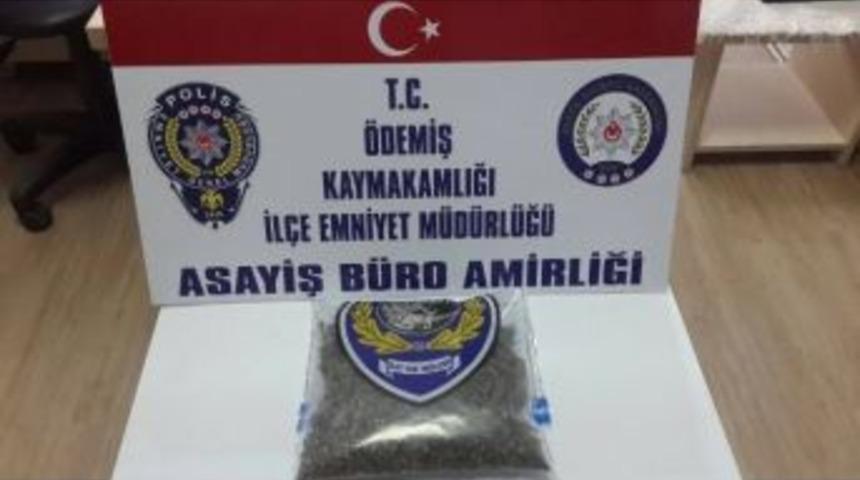 T.C.
ÖDEMİŞ
KAYMAKAMLIĞI
İLÇE EMNİYET MÜDÜRLÜĞÜ
ASAYİŞ BÜRO AMİRLİĞİ
POLİS